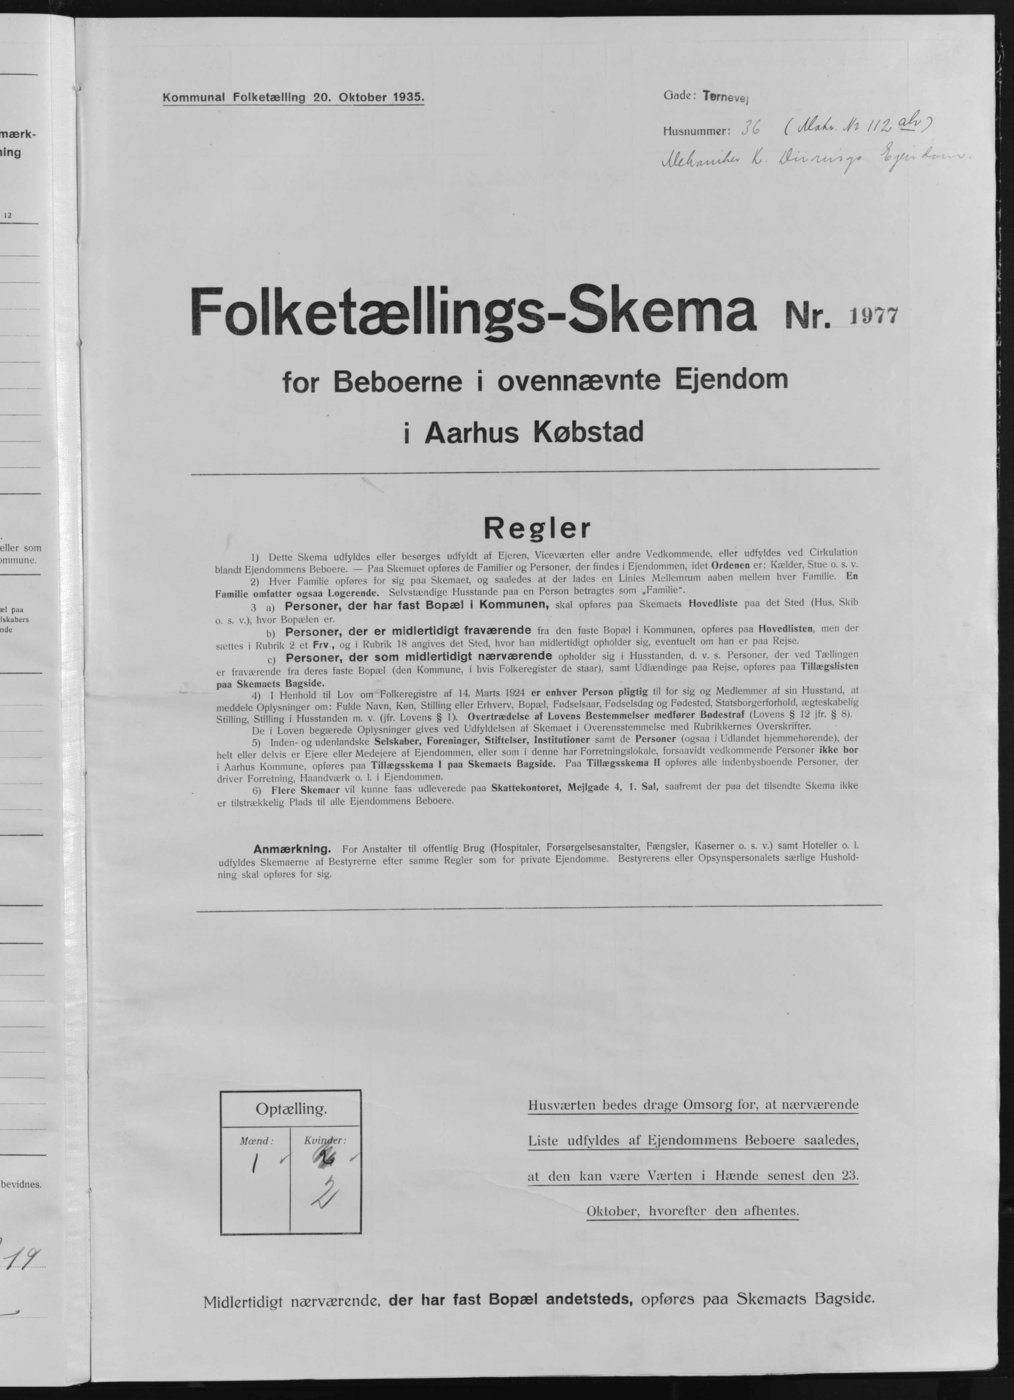 mærk-
ning
12
eller som
ommune.
æl paa
lskabers
nde
bevidnes.
19
Kommunal Folketælling 20. Oktober 1935.
Gade: Tornevej
Husnummer: 36 (Matr. Nr 112 )
Mekaniker K. Ejendom.
Folketællings-Skema Nr. 1977
for Beboerne i ovennævnte Ejendom
i Aarhus Købstad
Regler
1) Dette Skema udfyldes eller besørges udfyldt af Ejeren, Viceværten eller andre Vedkommende, eller udfyldes ved Cirkulation
blandt Ejendommens Beboere. — Paa Skemaet opføres de Familier og Personer, der findes i Ejendommen, idet Ordenen er: Kælder, Stue o. s. v.
2) Hver Familie opføres for sig paa Skemaet, og saaledes at der lades en Linies Mellemrum aaben mellem hver Familie. En
Familie omfatter ogsaa Logerende. Selvstændige Husstande paa en Person betragtes som „Familie“.
3 a) Personer, der har fast Bopæl i Kommunen, skal opføres paa Skemaets Hovedliste paa det Sted (Hus, Skib
o. s. v.), hvor Bopælen er.
b) Personer, der er midlertidigt fraværende fra den faste Bopæl i Kommunen, opføres paa Hovedlisten, men der
sættes i Rubrik 2 et Frv., og i Rubrik 18 angives det Sted, hvor han midlertidigt opholder sig, eventuelt om han er paa Rejse.
c) Personer, der som midlertidigt nærværende opholder sig i Husstanden, d. v. s. Personer, der ved Tællingen
er fraværende fra deres faste Bopæl (den Kommune, i hvis Folkeregister de staar), samt Udlændinge paa Rejse, opføres paa Tillægslisten
paa Skemaets Bagside.
4) I Henhold til Lov om Folkeregistre af 14. Marts 1924 er enhver Person pligtig til for sig og Medlemmer af sin Husstand, at
meddele Oplysninger om: Fulde Navn, Køn, Stilling eller Erhverv, Bopæl, Fødselsaar, Fødselsdag og Fødested, Statsborgerforhold, ægteskabelig
Stilling, Stilling i Husstanden m. v. (jfr. Lovens § 1). Overtrædelse af Lovens Bestemmelser medfører Bødestraf (Lovens § 12 jfr. § 8).
De i Loven begærede Oplysninger gives ved Udfyldelsen af Skemaet i Overensstemmelse med Rubrikkernes Overskrifter.
5) Inden- og udenlandske Selskaber, Foreninger, Stiftelser, Institutioner samt de Personer (ogsaa i Udlandet hjemmehørende), der
helt eller delvis er Ejere eller Medejere af Ejendommen, eller som i denne har Forretningslokale, forsaavidt vedkommende Personer ikke bor
i Aarhus Kommune, opføres paa Tillægsskema I paa Skemaets Bagside. Paa Tillægsskema II opføres alle indenbysboende Personer, der
driver Forretning, Haandværk o. l. i Ejendommen.
6) Flere Skemaer vil kunne faas udleverede paa Skattekontoret, Mejlgade 4, 1. Sal, saafremt der paa det tilsendte Skema ikke
er tilstrækkelig Plads til alle Ejendommens Beboere.
Anmærkning. For Anstalter til offentlig Brug (Hospitaler, Forsørgelsesanstalter, Fængsler, Kaserner o. s. v.) samt Hoteller o. l.
udfyldes Skemaerne af Bestyrerne efter samme Regler som for private Ejendomme. Bestyrerens eller Opsynspersonalets særlige Hushold-
ning skal opføres for sig.
Optælling.
Mænd: Kvinder:
1
2
Husværten bedes drage Omsorg for, at nærværende
Liste udfyldes af Ejendommens Beboere saaledes,
at den kan være Værten i Hænde senest den 23.
Oktober, hvorefter den afhentes.
Midlertidigt nærværende, der har fast Bopæl andetsteds, opføres paa Skemaets Bagside.